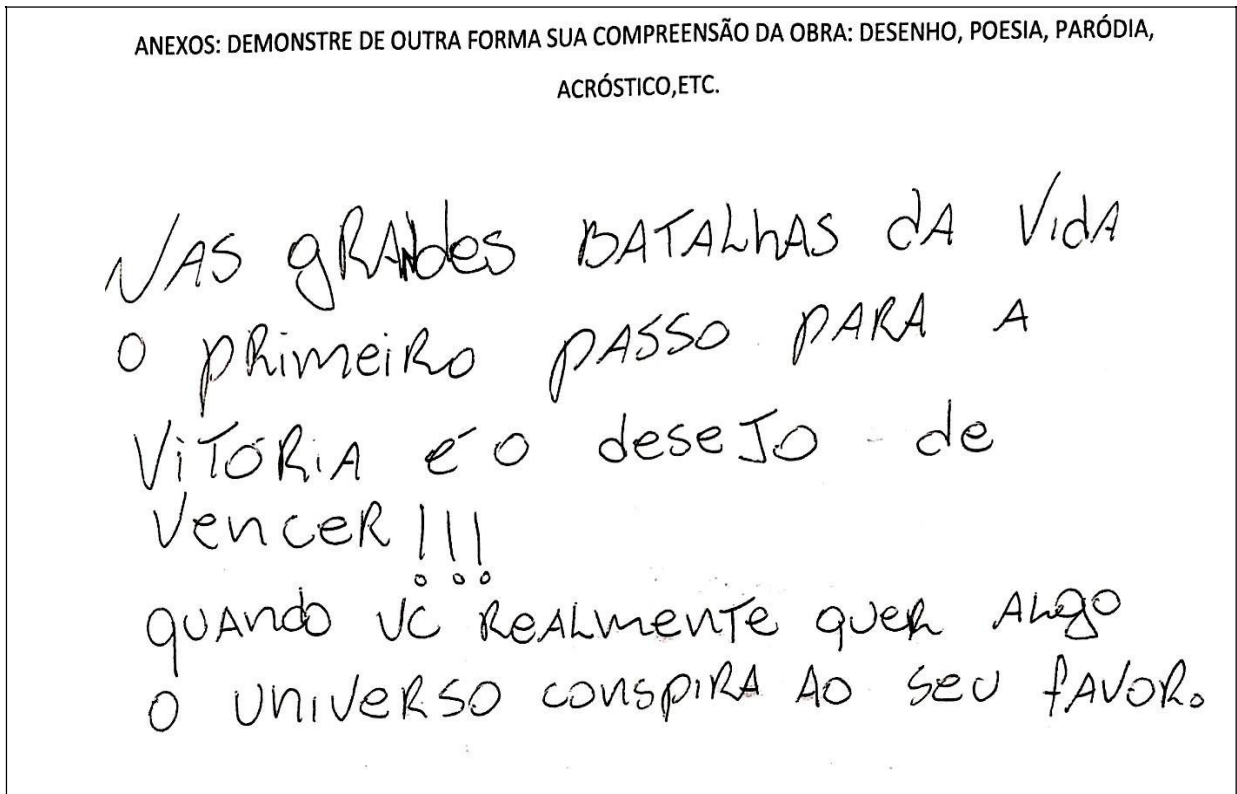 ANEXOS: DEMONSTRE DE OUTRA FORMA SUA COMPREENSÃO DA OBRA: DESENHO, POESIA, PARÓDIA,
ACRÓSTICO,ETC.
NAS gRANdes BATALhAS dA VidA
O pRimeiRo pASSO pARA A
ViTóRiA é o deseJo de
VenceR!!!
quANdo vc ReALmenTe queR ALgo
O uniVeRSO conspiRA AO seu fAVOR.